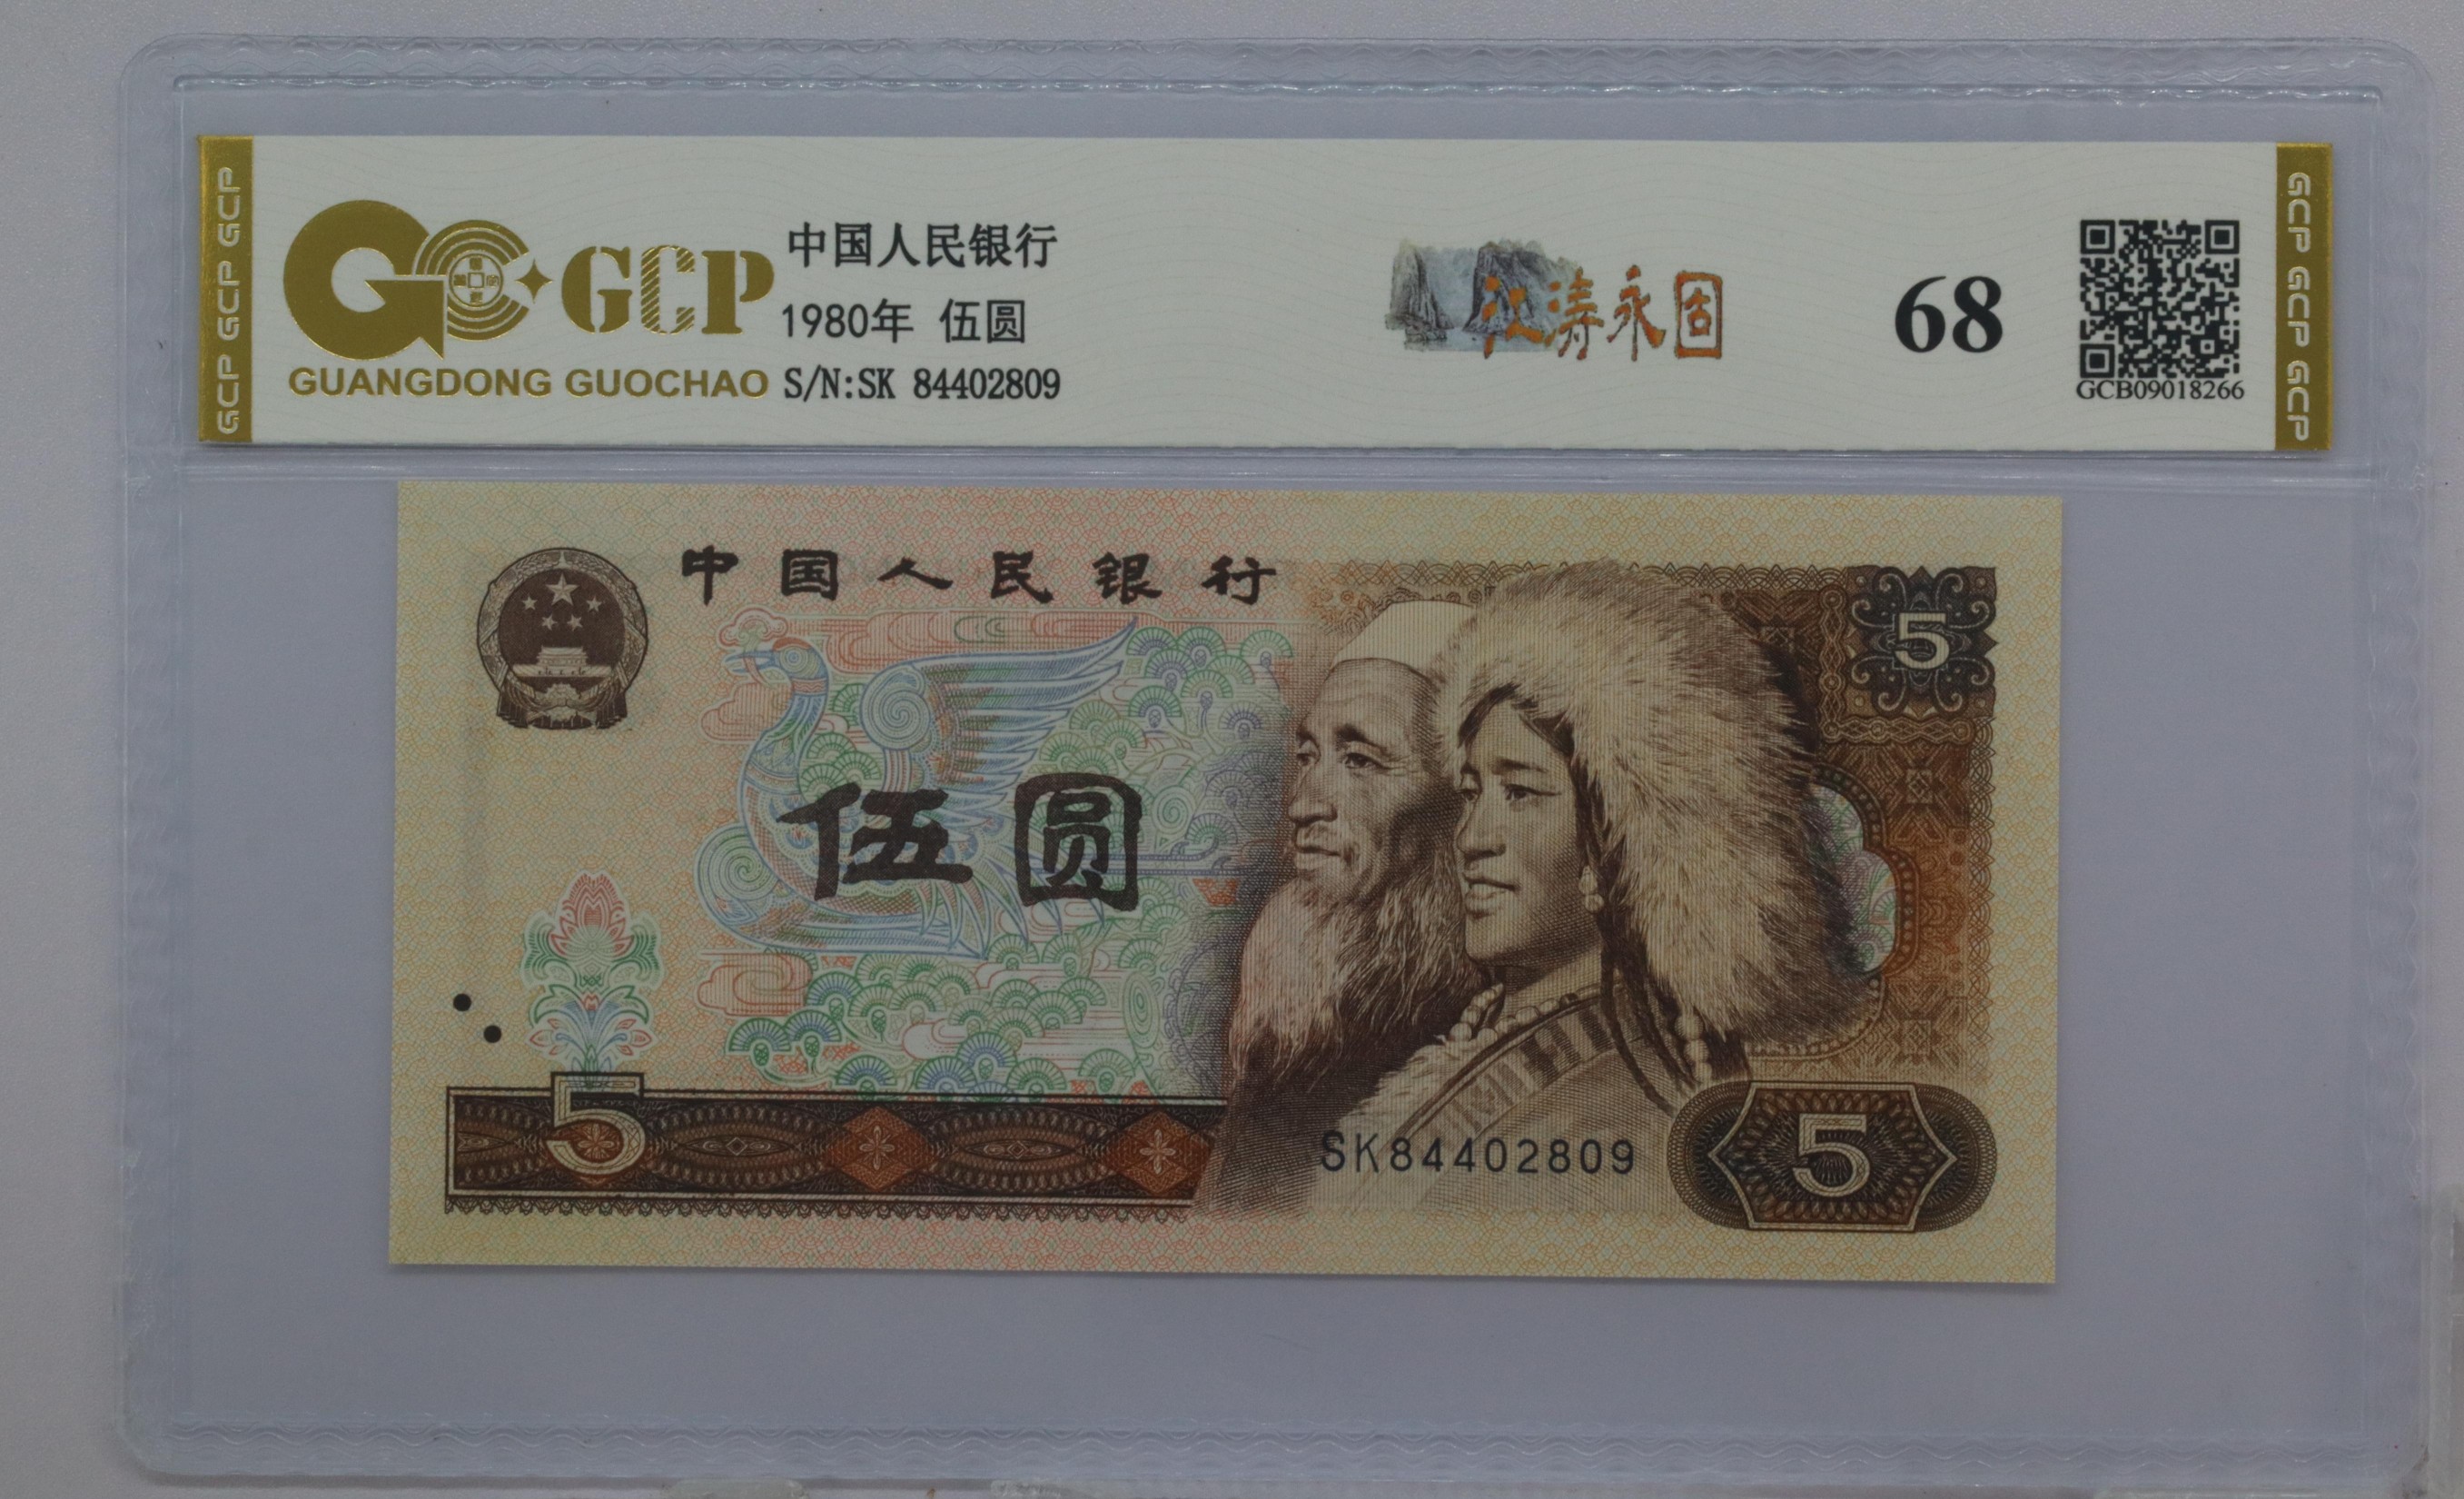 GCP GCP GCP
GCP
GUANGDONG GUOCHAO
中国人民银行
1980年 伍圆
S/N:SK 84402809
江涛永固
68
GCB09018266
GCP GCP GCP
中国人民银行
5
伍圆
5
SK84402809
5